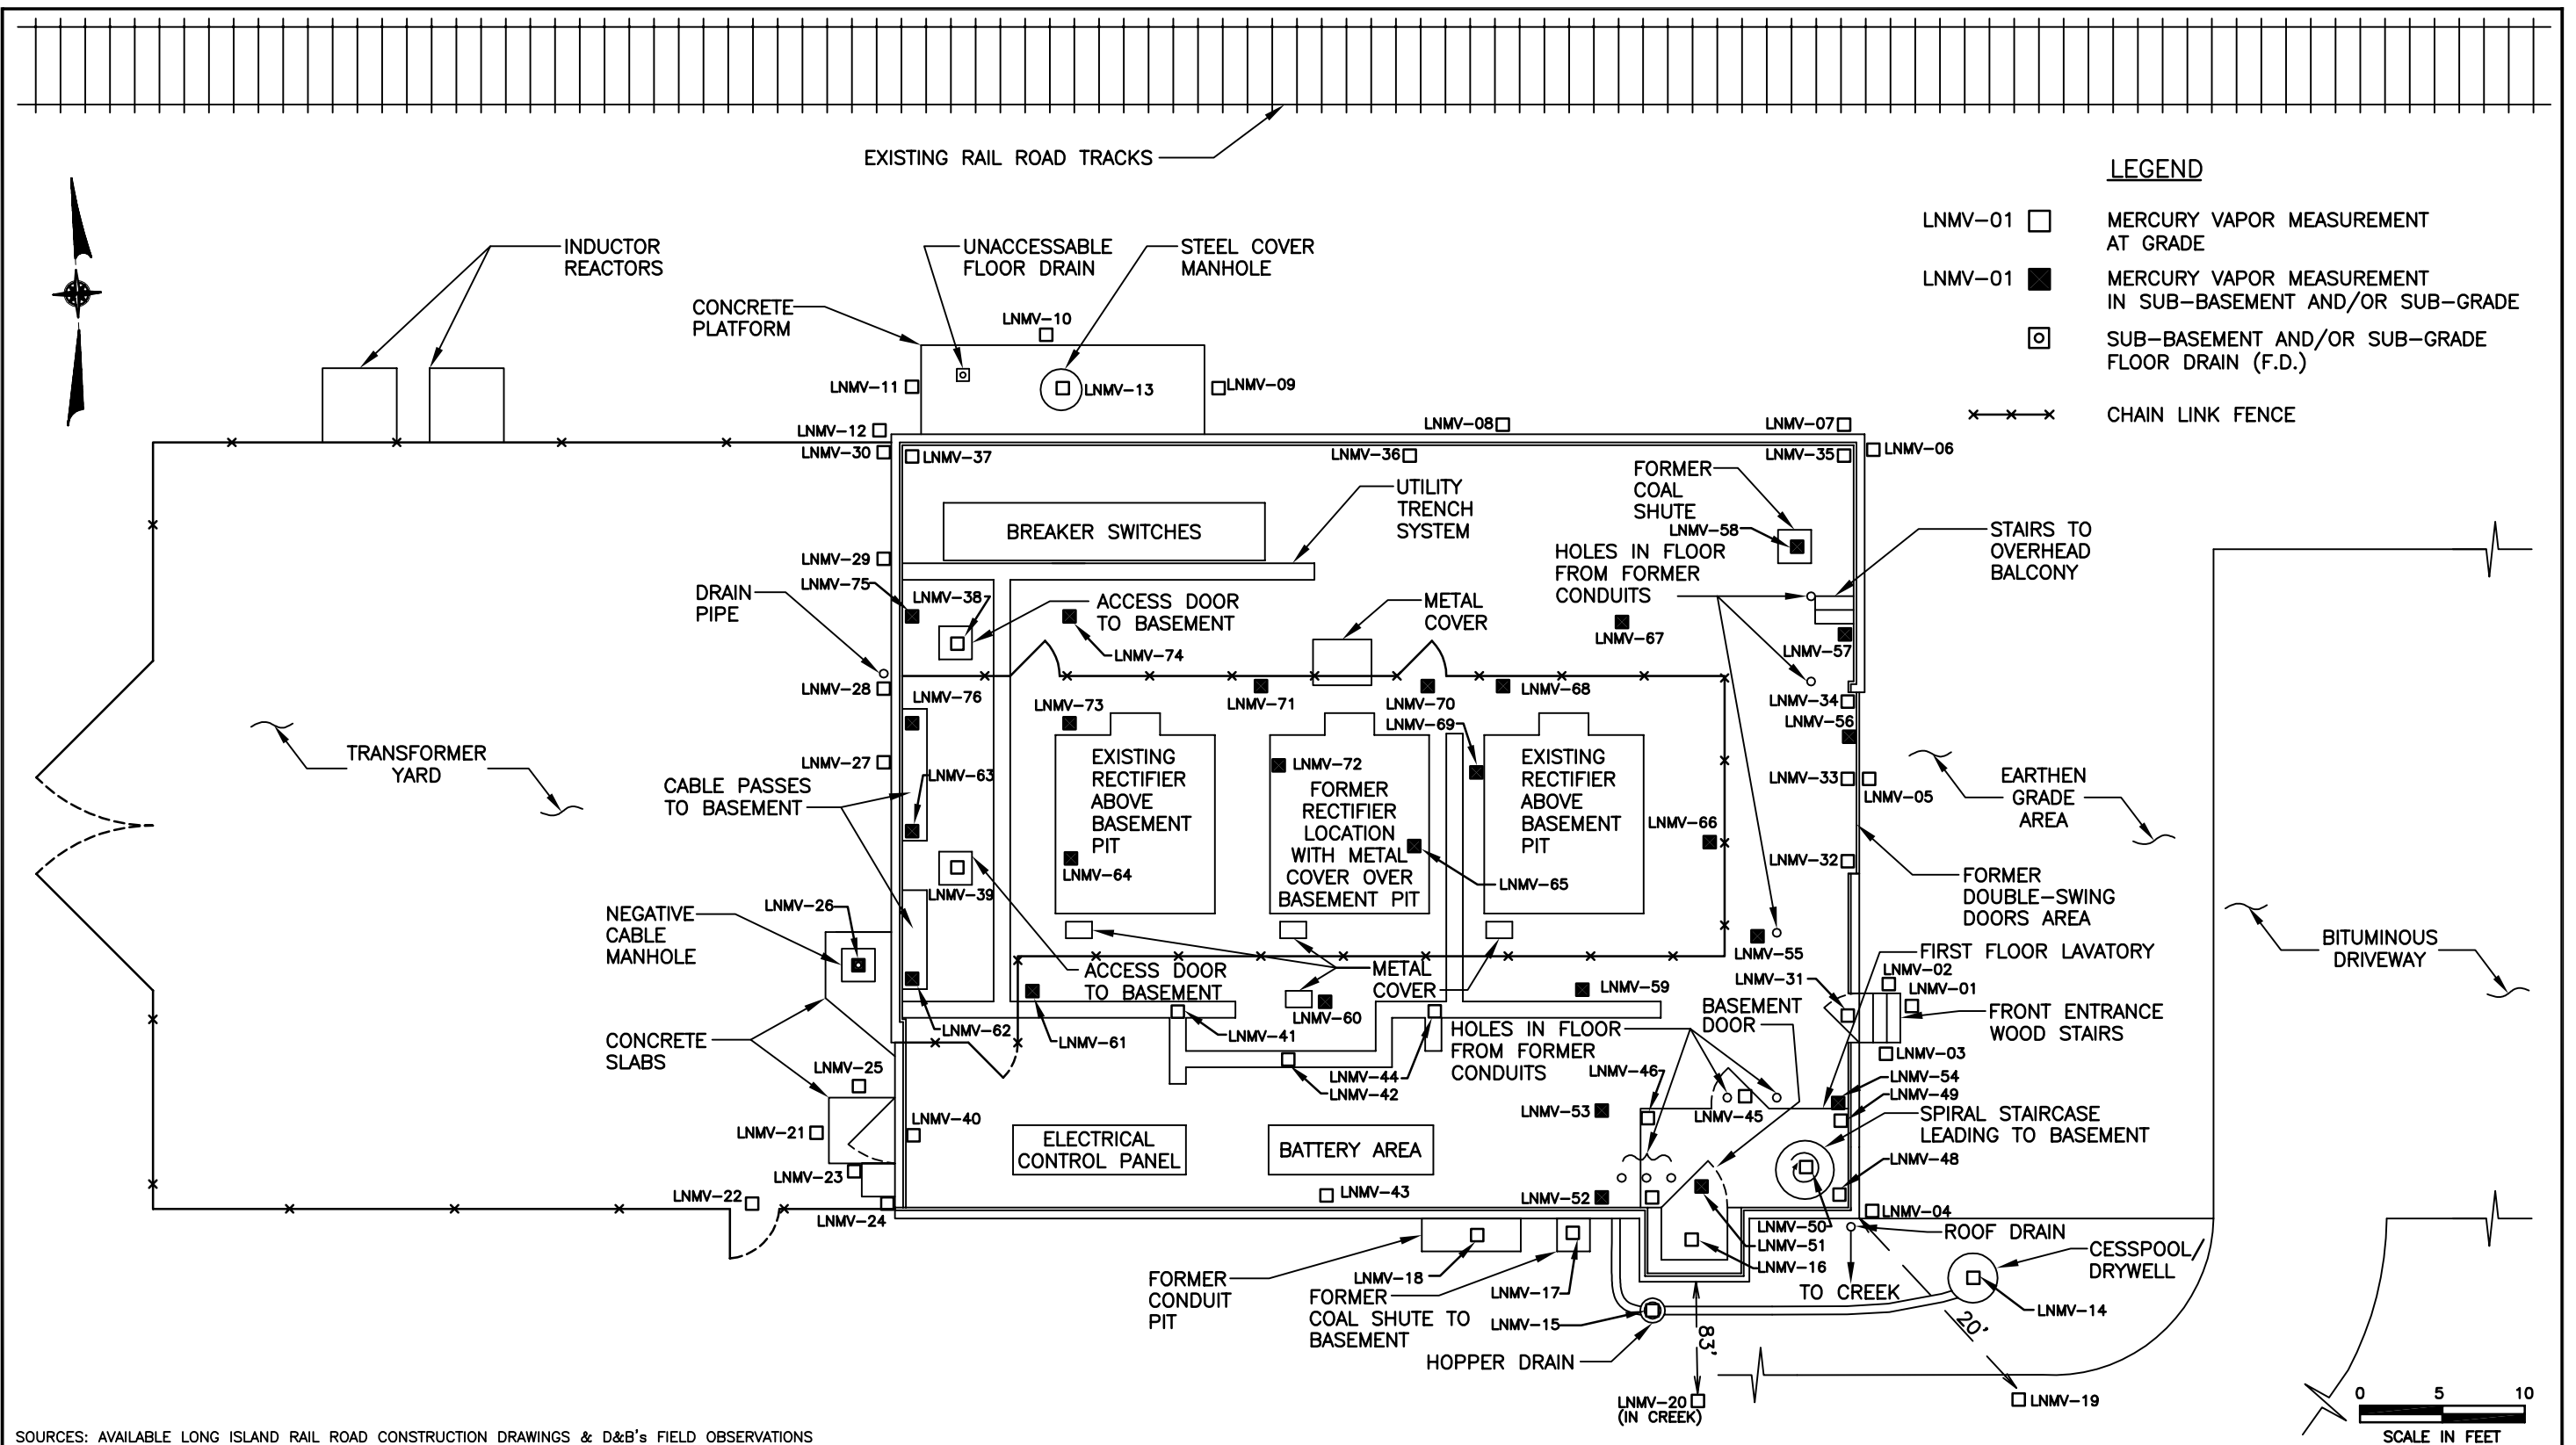 EXISTING RAIL ROAD TRACKS
LEGEND
LNMV-01
MERCURY VAPOR MEASUREMENT
AT GRADE
LNMV-01
MERCURY VAPOR MEASUREMENT
IN SUB-BASEMENT AND/OR SUB-GRADE
SUB-BASEMENT AND/OR SUB-GRADE
FLOOR DRAIN (F.D.)
CHAIN LINK FENCE
INDUCTOR
REACTORS
UNACCESSABLE
FLOOR DRAIN
STEEL COVER
MANHOLE
CONCRETE
PLATFORM
LNMV-10
LNMV-11
LNMV-13
LNMV-09
LNMV-12
LNMV-08
LNMV-07
LNMV-30
LNMV-37
LNMV-36
LNMV-35
LNMV-06
FORMER
COAL
SHUTE
LNMV-58
UTILITY
TRENCH
SYSTEM
BREAKER SWITCHES
STAIRS TO
OVERHEAD
BALCONY
HOLES IN FLOOR
FROM FORMER
CONDUITS
LNMV-29
LNMV-75
DRAIN
PIPE
LNMV-38
ACCESS DOOR
TO BASEMENT
METAL
COVER
LNMV-67
LNMV-57
LNMV-74
LNMV-28
LNMV-76
LNMV-73
LNMV-71
LNMV-70
LNMV-68
LNMV-34
LNMV-69
LNMV-56
TRANSFORMER
YARD
LNMV-27
LNMV-63
CABLE PASSES
TO BASEMENT
EXISTING
RECTIFIER
ABOVE
BASEMENT
PIT
LNMV-64
LNMV-72
FORMER
RECTIFIER
LOCATION
WITH METAL
COVER OVER
BASEMENT PIT
LNMV-65
EXISTING
RECTIFIER
ABOVE
BASEMENT
PIT
LNMV-66
LNMV-33
LNMV-05
EARTHEN
GRADE
AREA
LNMV-32
FORMER
DOUBLE-SWING
DOORS AREA
LNMV-39
NEGATIVE
CABLE
MANHOLE
LNMV-26
BITUMINOUS
DRIVEWAY
FIRST FLOOR LAVATORY
LNMV-55
LNMV-31
LNMV-02
LNMV-01
ACCESS DOOR
TO BASEMENT
METAL
COVER
LNMV-59
BASEMENT
DOOR
FRONT ENTRANCE
WOOD STAIRS
LNMV-60
LNMV-62
LNMV-61
LNMV-41
HOLES IN FLOOR
FROM FORMER
CONDUITS
CONCRETE
SLABS
LNMV-03
LNMV-25
LNMV-44
LNMV-42
LNMV-46
LNMV-54
LNMV-49
LNMV-53
LNMV-45
SPIRAL STAIRCASE
LEADING TO BASEMENT
LNMV-40
LNMV-21
ELECTRICAL
CONTROL PANEL
BATTERY AREA
LNMV-48
LNMV-23
LNMV-22
LNMV-43
LNMV-52
LNMV-24
LNMV-04
LNMV-50
ROOF DRAIN
LNMV-51
CESSPOOL/
DRYWELL
LNMV-16
LNMV-18
FORMER
CONDUIT
PIT
FORMER
COAL SHUTE TO
BASEMENT
LNMV-17
TO CREEK
LNMV-14
LNMV-15
20'
83'
HOPPER DRAIN
LNMV-20
(IN CREEK)
LNMV-19
0 5 10
SCALE IN FEET
SOURCES: AVAILABLE LONG ISLAND RAIL ROAD CONSTRUCTION DRAWINGS & D&B's FIELD OBSERVATIONS